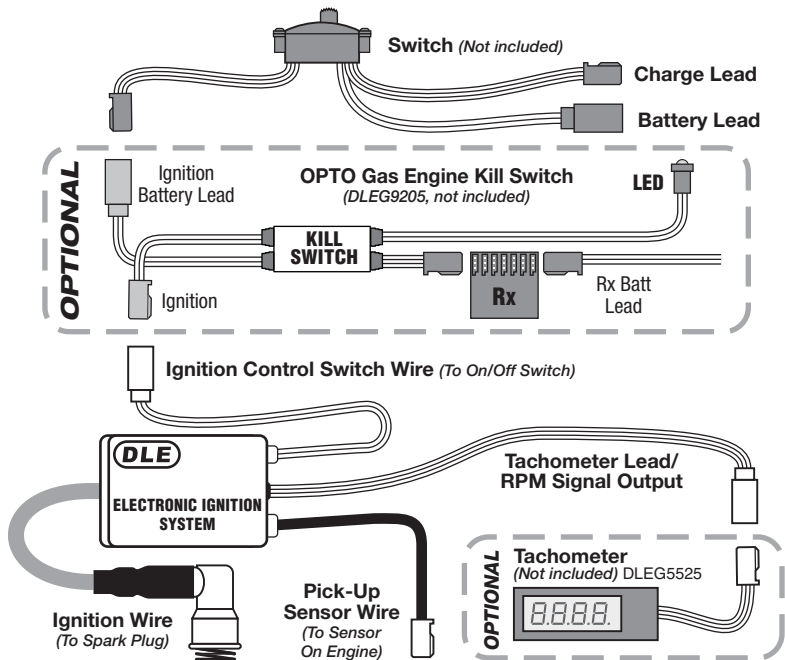 Switch (Not included)
Charge Lead
Battery Lead
OPTIONAL
Ignition
Battery Lead
OPTO Gas Engine Kill Switch
(DLEG9205, not included)
LED
KILL
SWITCH
Ignition
Rx
Rx Batt
Lead
Ignition Control Switch Wire (To On/Off Switch)
DLE
ELECTRONIC IGNITION
SYSTEM
Tachometer Lead/
RPM Signal Output
Ignition Wire
(To Spark Plug)
Pick-Up
Sensor Wire
(To Sensor
On Engine)
OPTIONAL
Tachometer
(Not included) DLEG5525
8.8.8.8.